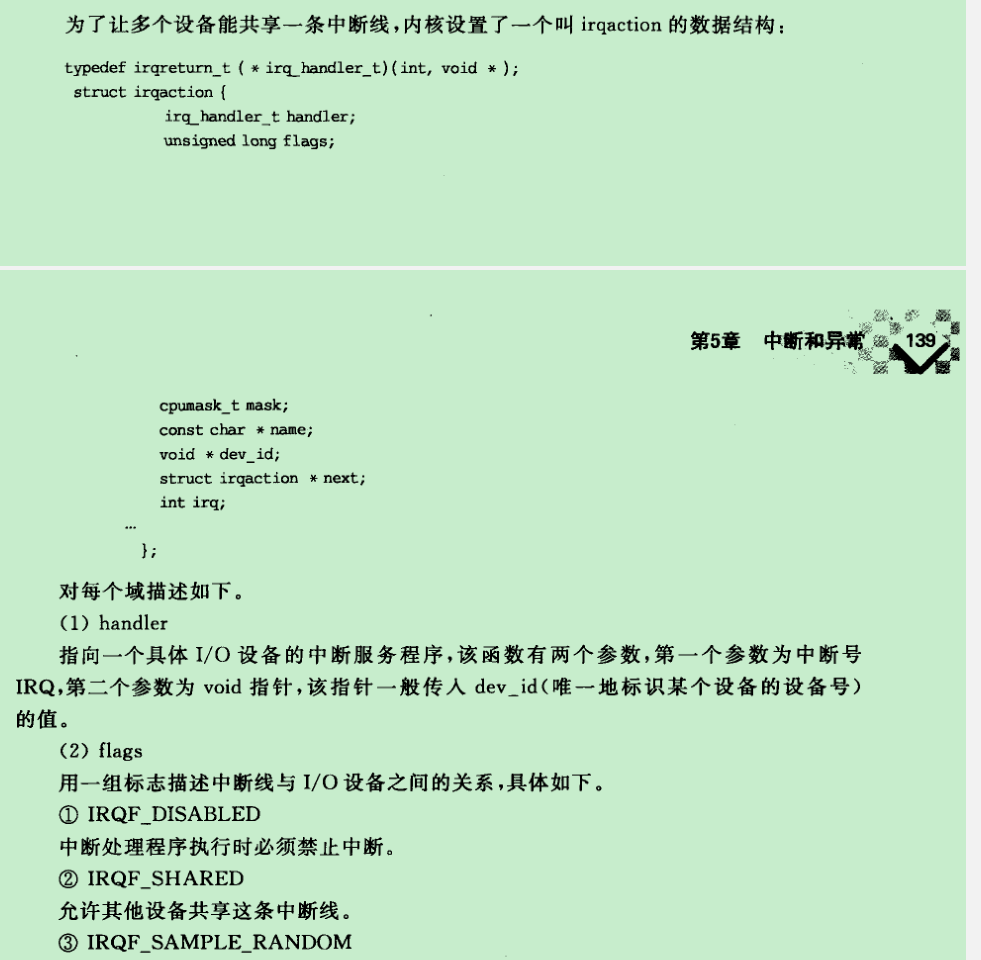 为了让多个设备能共享一条中断线,内核设置了一个叫 irqaction 的数据结构:
typedef irqreturn_t ( * irq_handler_t)(int, void * );
struct irqaction {
irq_handler_t handler;
unsigned long flags;
第5章 中断和异常 139
cpumask_t mask;
const char * name;
void * dev_id;
struct irqaction * next;
int irq;
…
};
对每个域描述如下。
(1) handler
指向一个具体 I/O 设备的中断服务程序,该函数有两个参数,第一个参数为中断号
IRQ,第二个参数为 void 指针,该指针一般传人 dev_id(唯一地标识某个设备的设备号)
的值。
(2) flags
用一组标志描述中断线与 I/O 设备之间的关系,具体如下。
① IRQF_DISABLED
中断处理程序执行时必须禁止中断。
② IRQF_SHARED
允许其他设备共享这条中断线。
③ IRQF_SAMPLE_RANDOM